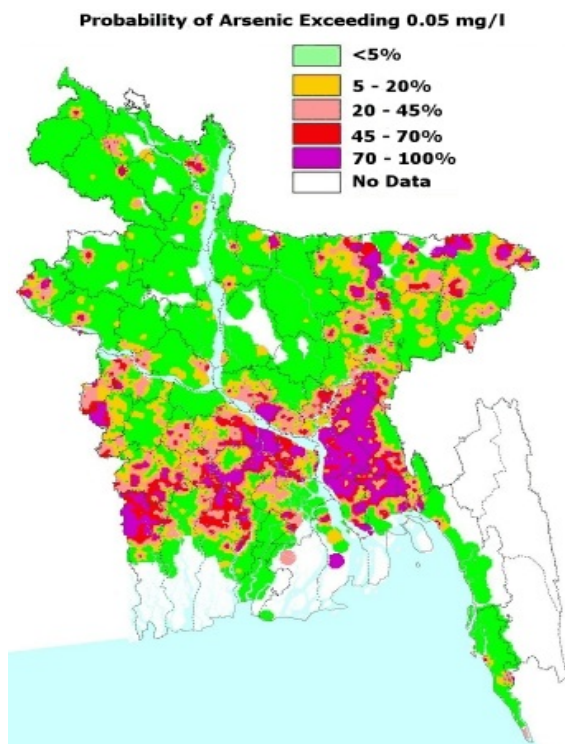 Probability of Arsenic Exceeding 0.05 mg/l
<5%
5 - 20%
20 - 45%
45 - 70%
70 - 100%
No Data